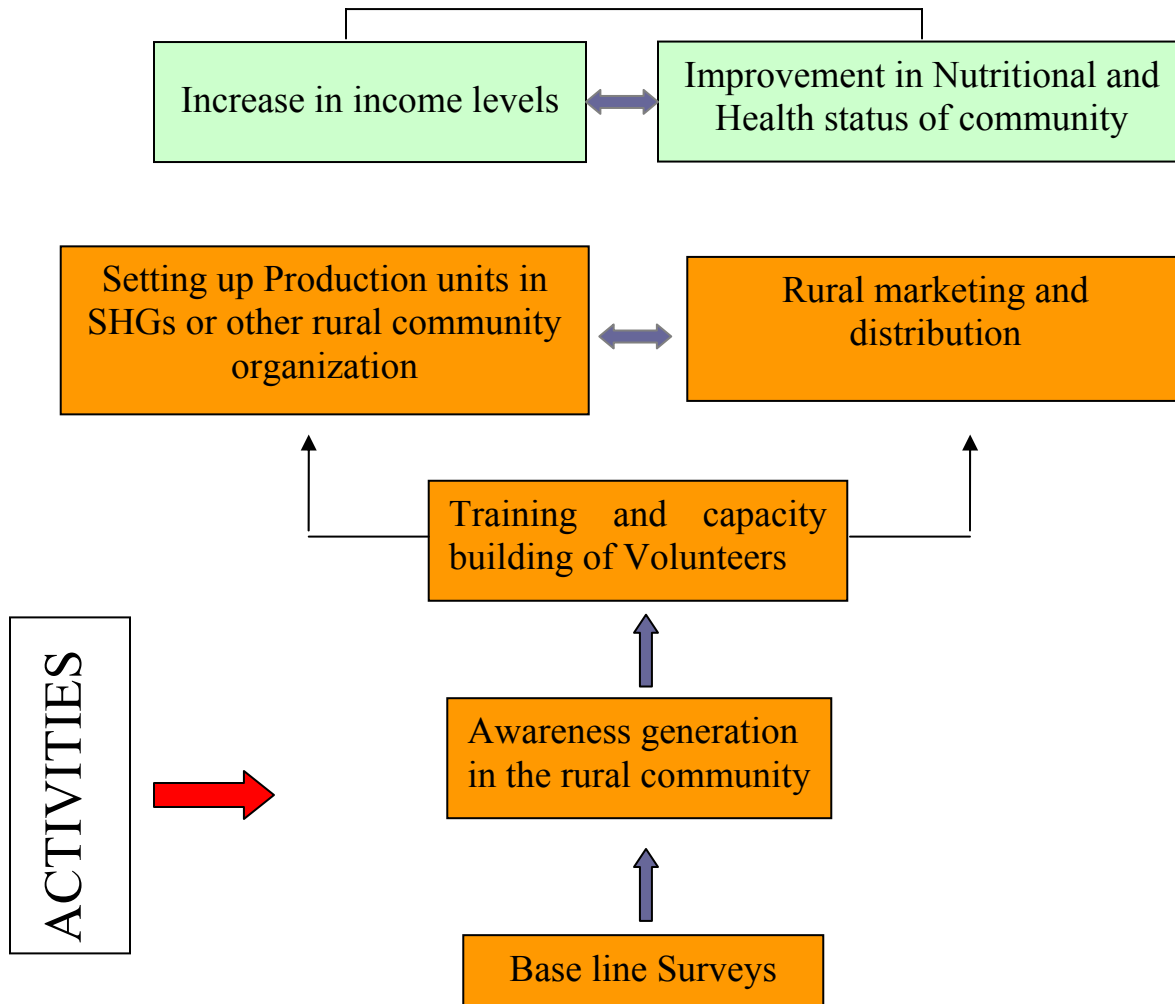 Increase in income levels
Improvement in Nutritional and
Health status of community
Setting up Production units in
SHGs or other rural community
organization
Rural marketing and
distribution
Training and capacity
building of Volunteers
ACTIVITIES
Awareness generation
in the rural community
Base line Surveys